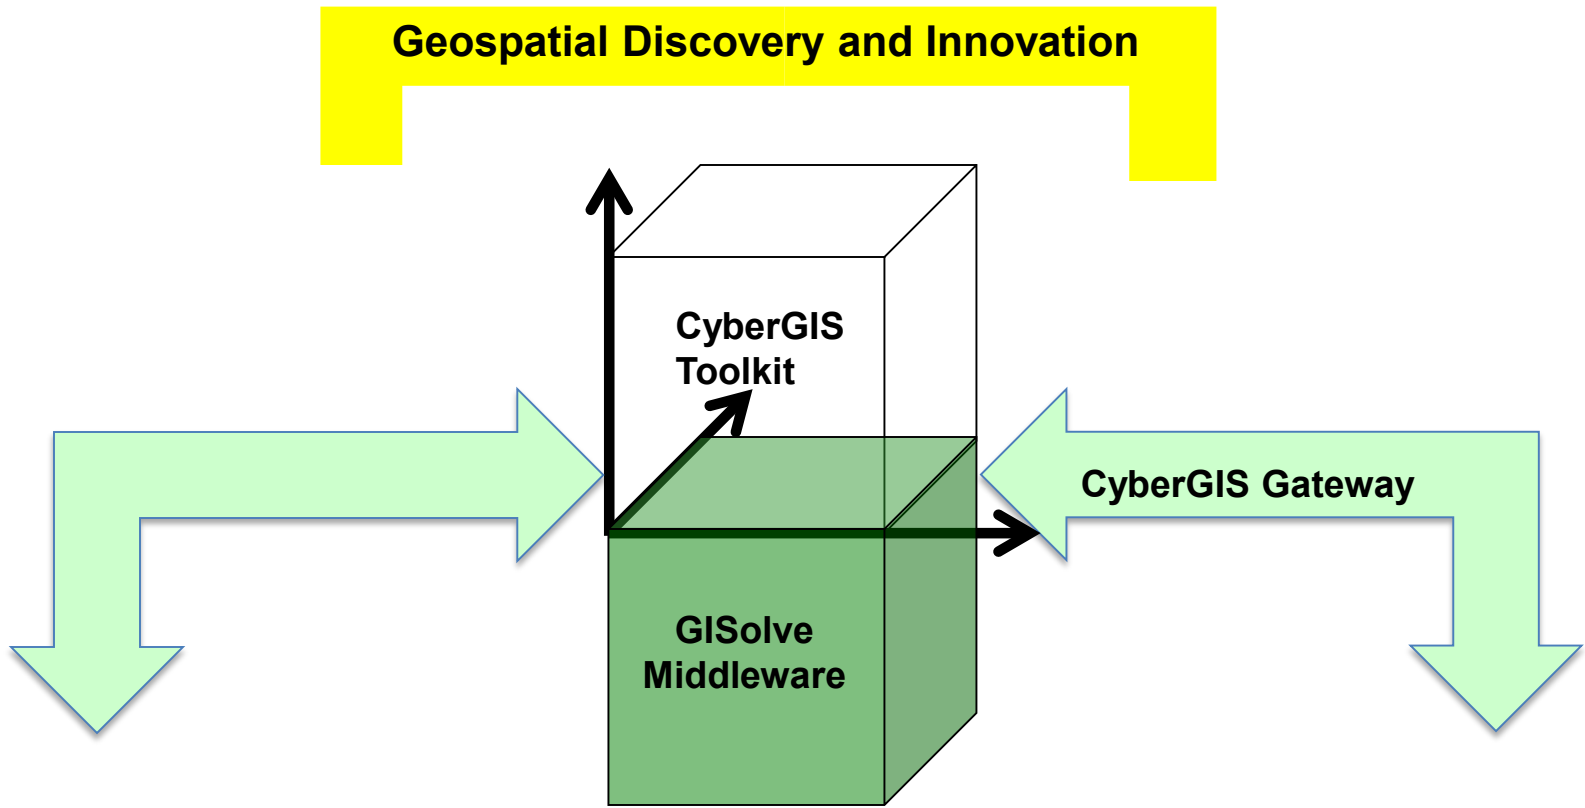 Geospatial Discovery and Innovation
CyberGIS
Toolkit
CyberGIS Gateway
GISolve
Middleware